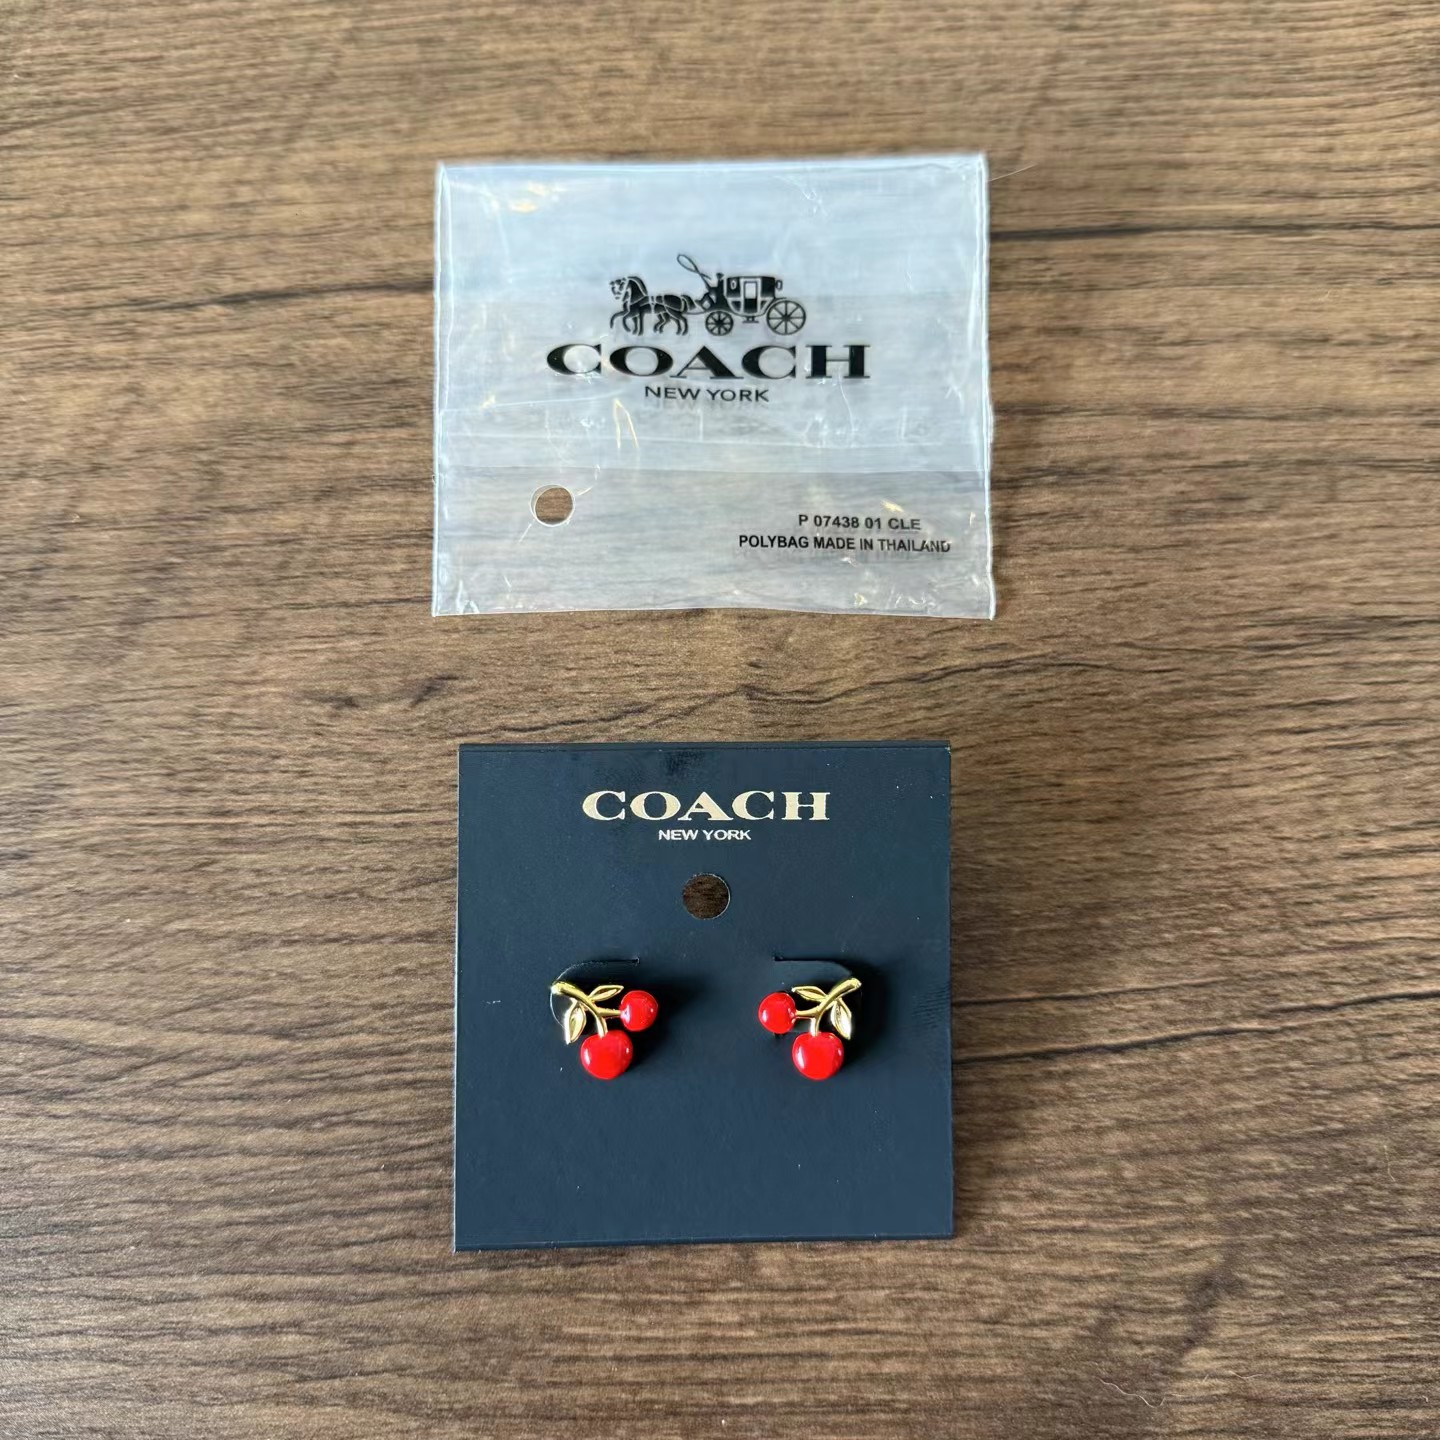 COACH
NEW YORK
P 07438 01 CLE
POLYBAG MADE IN THAILAND
COACH
NEW YORK